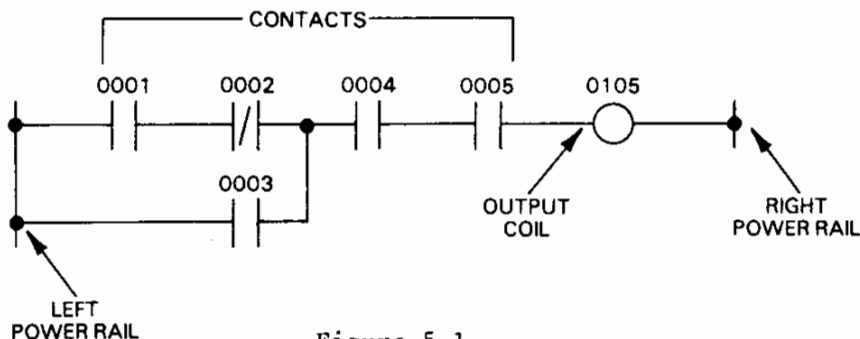 CONTACTS
0001 0002 0004 0005 0105
0003
OUTPUT
COIL
RIGHT
POWER RAIL
LEFT
POWER RAIL
Figure 5-1